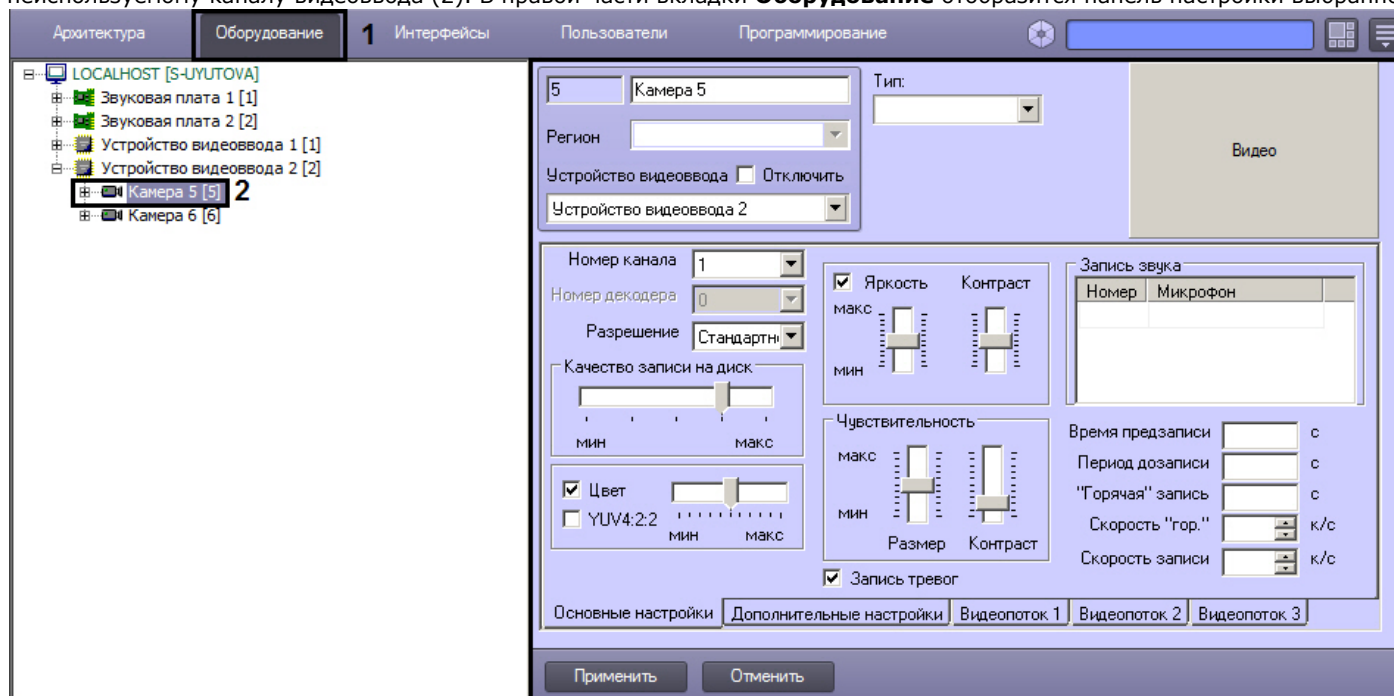 неиспользуемому каналу видеоввода (2). В правой части вкладки Оборудование отобразится панель настройки
Архитектура Оборудование 1 Интерфейсы Пользователи Программирование
LOCALHOST [S-UYUTOVA]
Звуковая плата 1 [1]
Звуковая плата 2 [2]
Устройство видеоввода 1 [1]
Устройство видеоввода 2 [2]
Камера 5 [5] 2
Камера 6 [6]
5 Камера 5
Тип:
Регион
Устройство видеоввода Отключить
Устройство видеоввода 2
Видео
Номер канала 1
Номер декодера 0
Разрешение Стандартн
Качество записи на диск
мин макс
Цвет
YUV4:2:2
мин макс
Яркость Контраст
макс
мин
Чувствительность
макс
мин
Размер Контраст
Запись тревог
Запись звука
Номер Микрофон
Время предзаписи с
Период дозаписи с
"Горячая" запись с
Скорость "гор." к/с
Скорость записи к/с
Основные настройки Дополнительные настройки Видеопоток 1 Видеопоток 2 Видеопоток 3
Применить Отменить